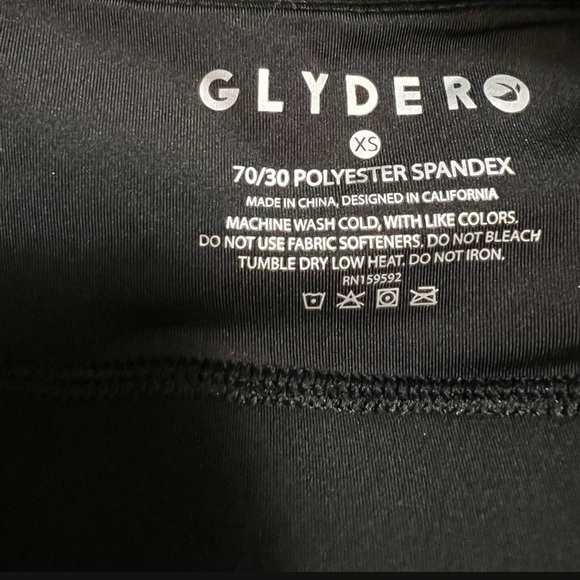 GLYDER
XS
70/30 POLYESTER SPANDEX
MADE IN CHINA, DESIGNED IN CALIFORNIA
MACHINE WASH COLD, WITH LIKE COLORS.
DO NOT USE FABRIC SOFTENERS. DO NOT BLEACH
TUMBLE DRY LOW HEAT. DO NOT IRON.
RN159592